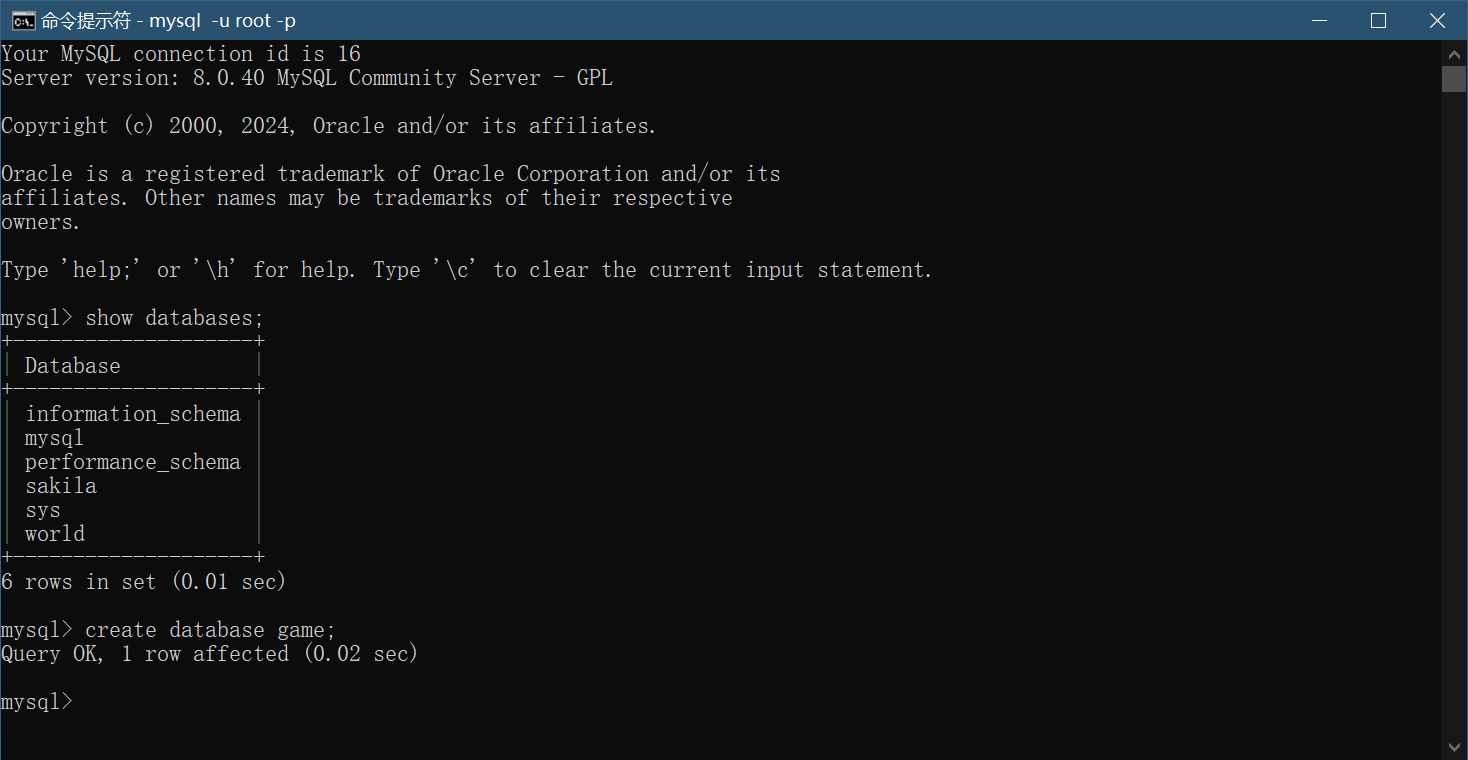 命令提示符 - mysql  -u root -p
Your MySQL connection id is 16
Server version: 8.0.40 MySQL Community Server - GPL
Copyright (c) 2000, 2024, Oracle and/or its affiliates.
Oracle is a registered trademark of Oracle Corporation and/or its
affiliates. Other names may be trademarks of their respective
owners.
Type 'help;' or '\h' for help. Type '\c' to clear the current input statement.
mysql> show databases;
+--------------------+
| Database           |
+--------------------+
| information_schema |
| mysql              |
| performance_schema |
| sakila             |
| sys                |
| world              |
+--------------------+
6 rows in set (0.01 sec)
mysql> create database game;
Query OK, 1 row affected (0.02 sec)
mysql>